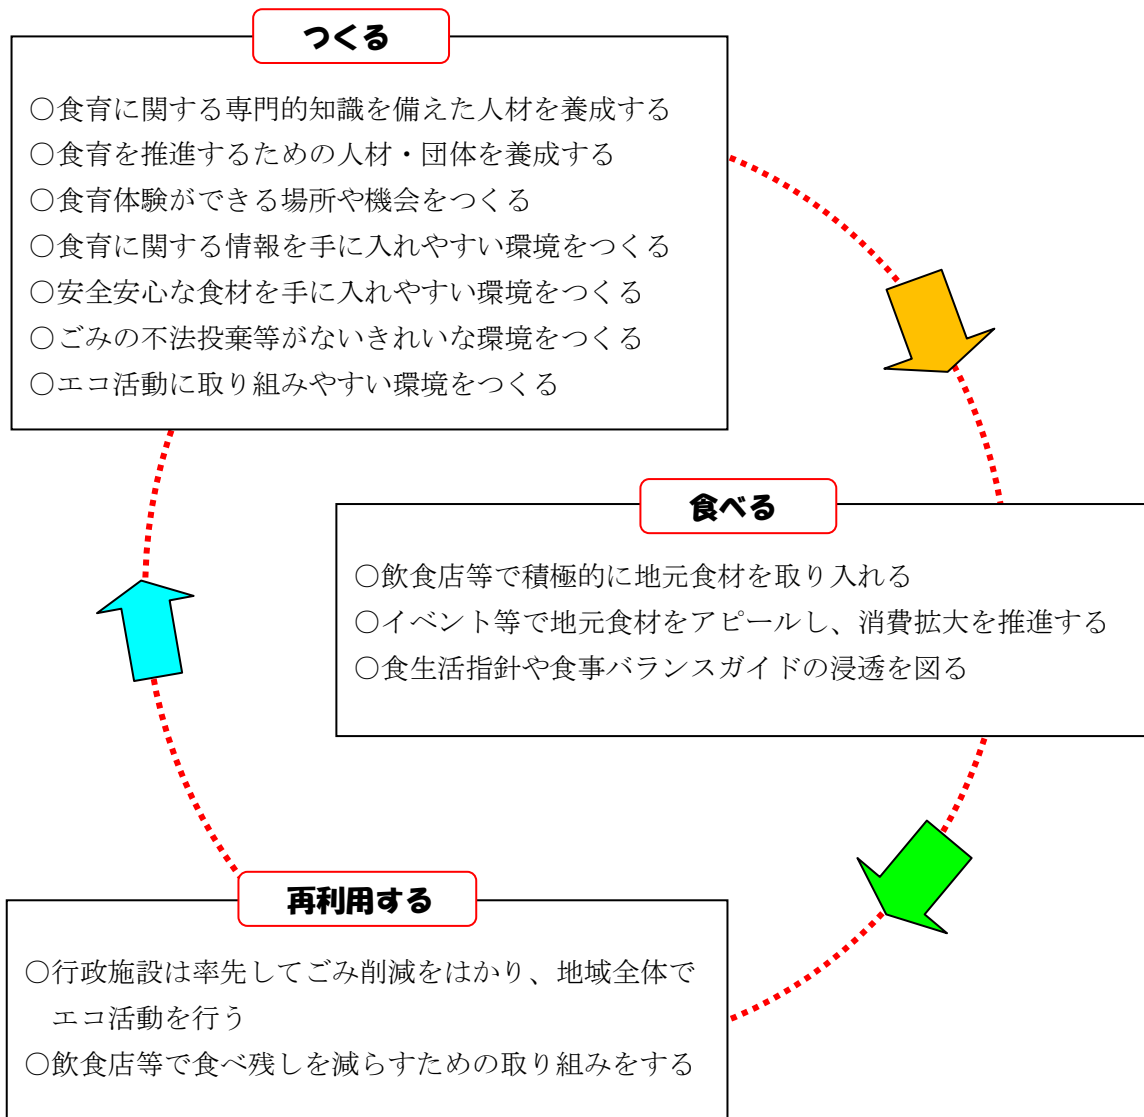 つくる
〇食育に関する専門的知識を備えた人材を養成する
〇食育を推進するための人材・団体を養成する
〇食育体験ができる場所や機会をつくる
〇食育に関する情報を手に入れやすい環境をつくる
〇安全安心な食材を手に入れやすい環境をつくる
〇ごみの不法投棄等がないきれいな環境をつくる
〇エコ活動に取り組みやすい環境をつくる
食べる
〇飲食店等で積極的に地元食材を取り入れる
〇イベント等で地元食材をアピールし、消費拡大を推進する
〇食生活指針や食事バランスガイドの浸透を図る
再利用する
〇行政施設は率先してごみ削減をはかり、地域全体で
エコ活動を行う
〇飲食店等で食べ残しを減らすための取り組みをする